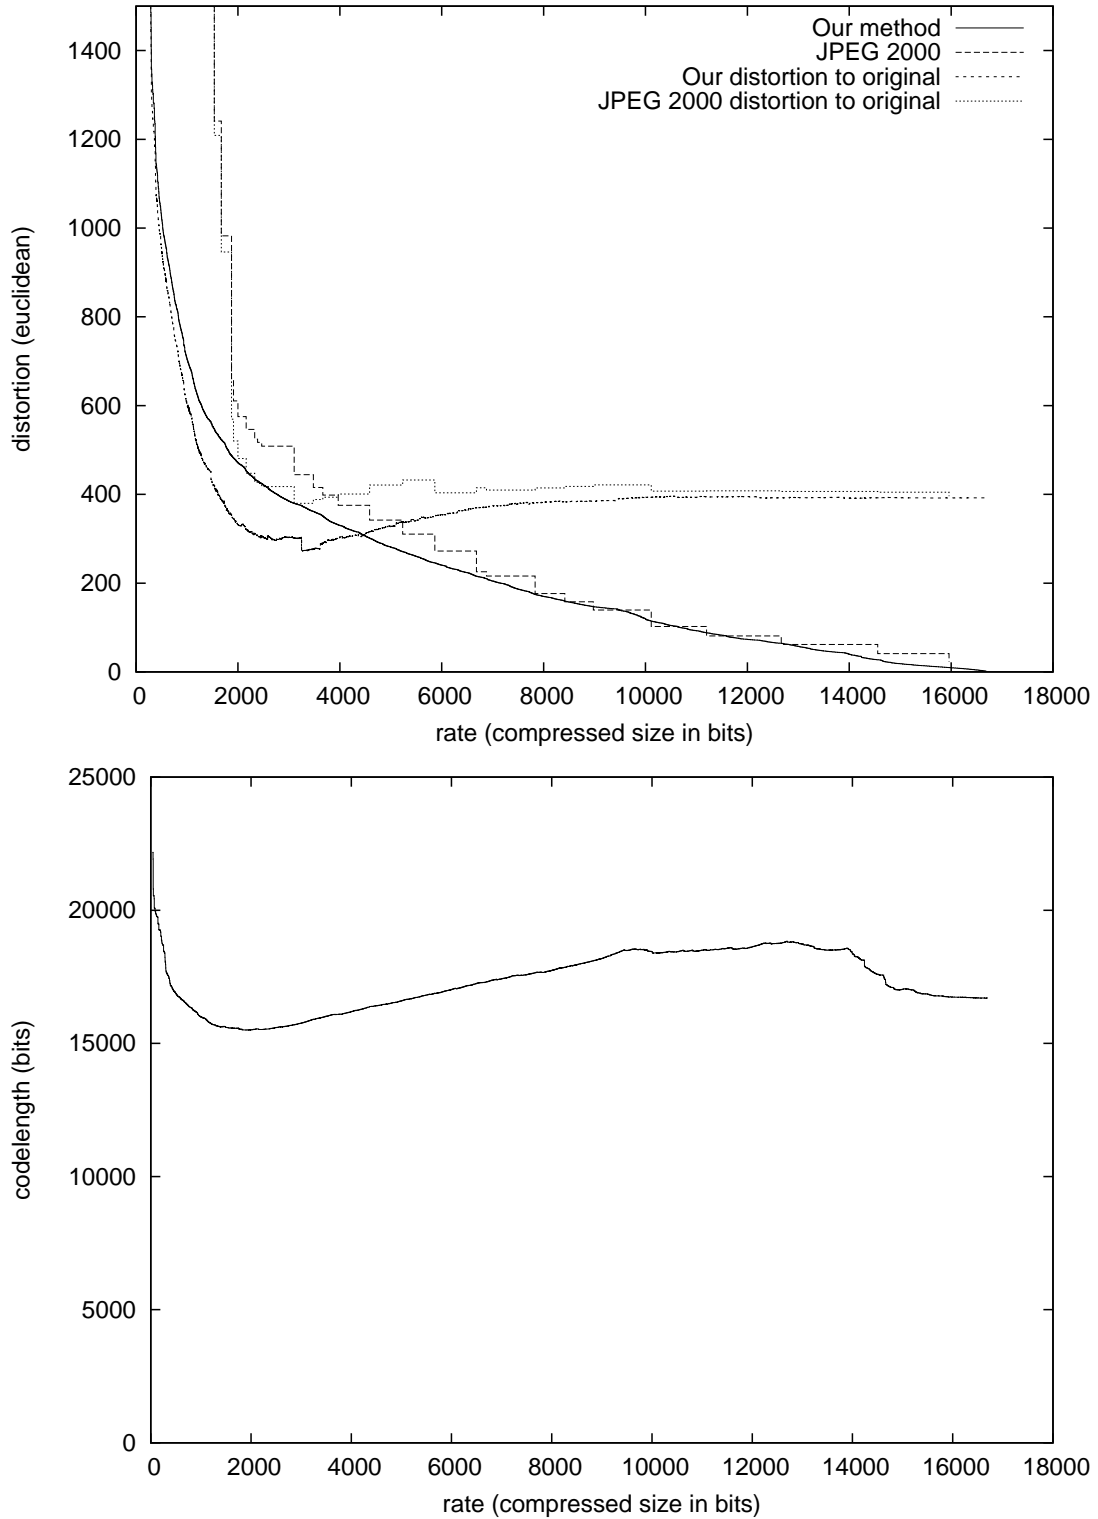 1400
1200
1000
800
600
400
200
0
distortion (euclidean)
Our method
JPEG 2000
Our distortion to original
JPEG 2000 distortion to original
0 2000 4000 6000 8000 10000 12000 14000 16000 18000
rate (compressed size in bits)
25000
20000
15000
10000
5000
0
codelength (bits)
0 2000 4000 6000 8000 10000 12000 14000 16000 18000
rate (compressed size in bits)